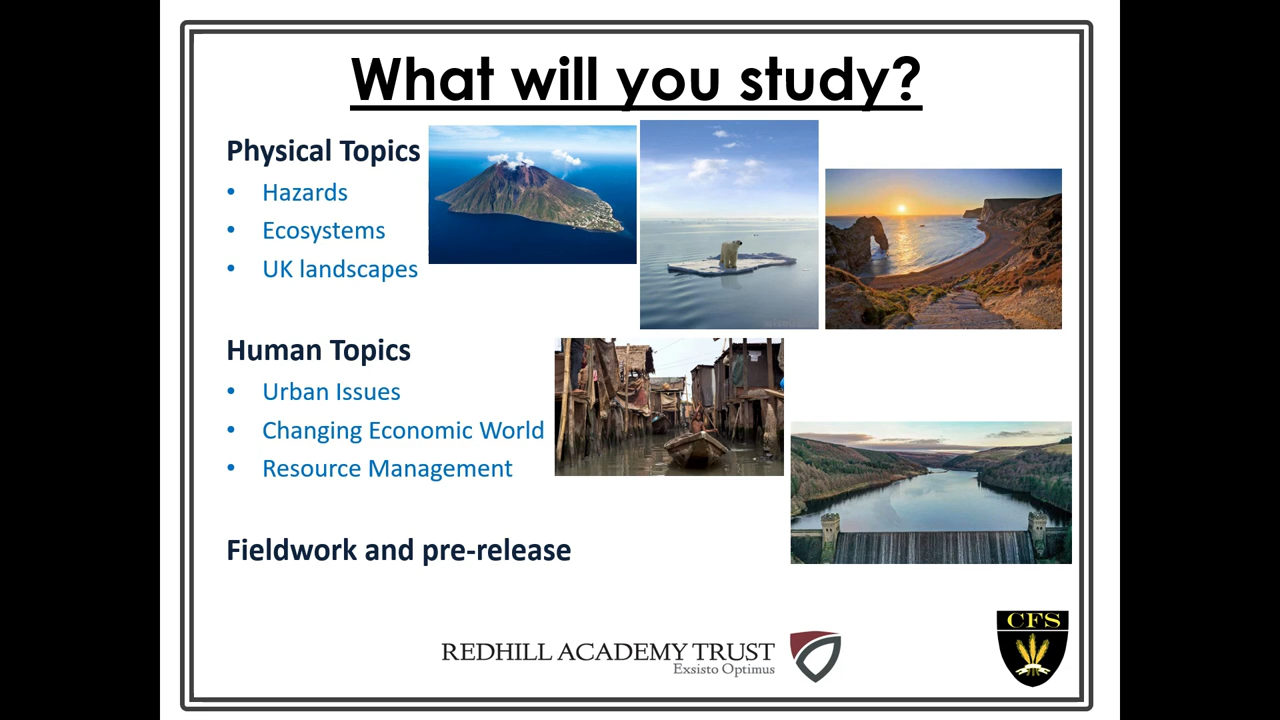 What will you study?
Physical Topics
• Hazards
• Ecosystems
• UK landscapes
Human Topics
• Urban Issues
• Changing Economic World
• Resource Management
Fieldwork and pre-release
REDHILL ACADEMY TRUST
Exsisto Optimus
CFS